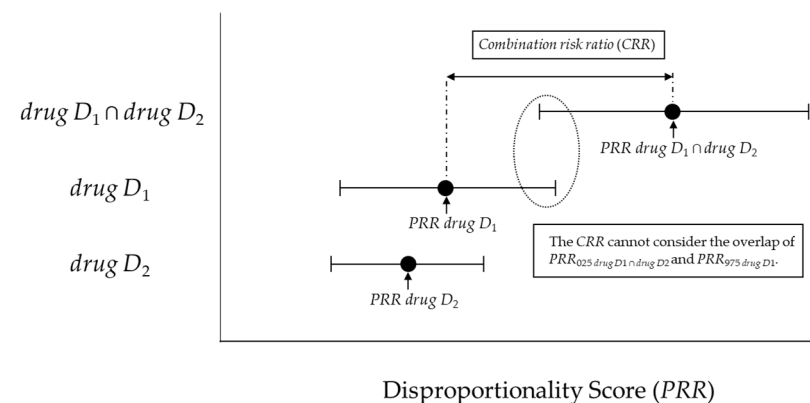 Combination risk ratio (CRR)
drug D₁ ∩ drug D₂
PRR drug D₁ ∩ drug D₂
drug D₁
PRR drug D₁
The CRR cannot consider the overlap of
PRR₀₂₅ drug D1 ∩ drug D2 and PRR₉₇₅ drug D1.
drug D₂
PRR drug D₂
Disproportionality Score (PRR)